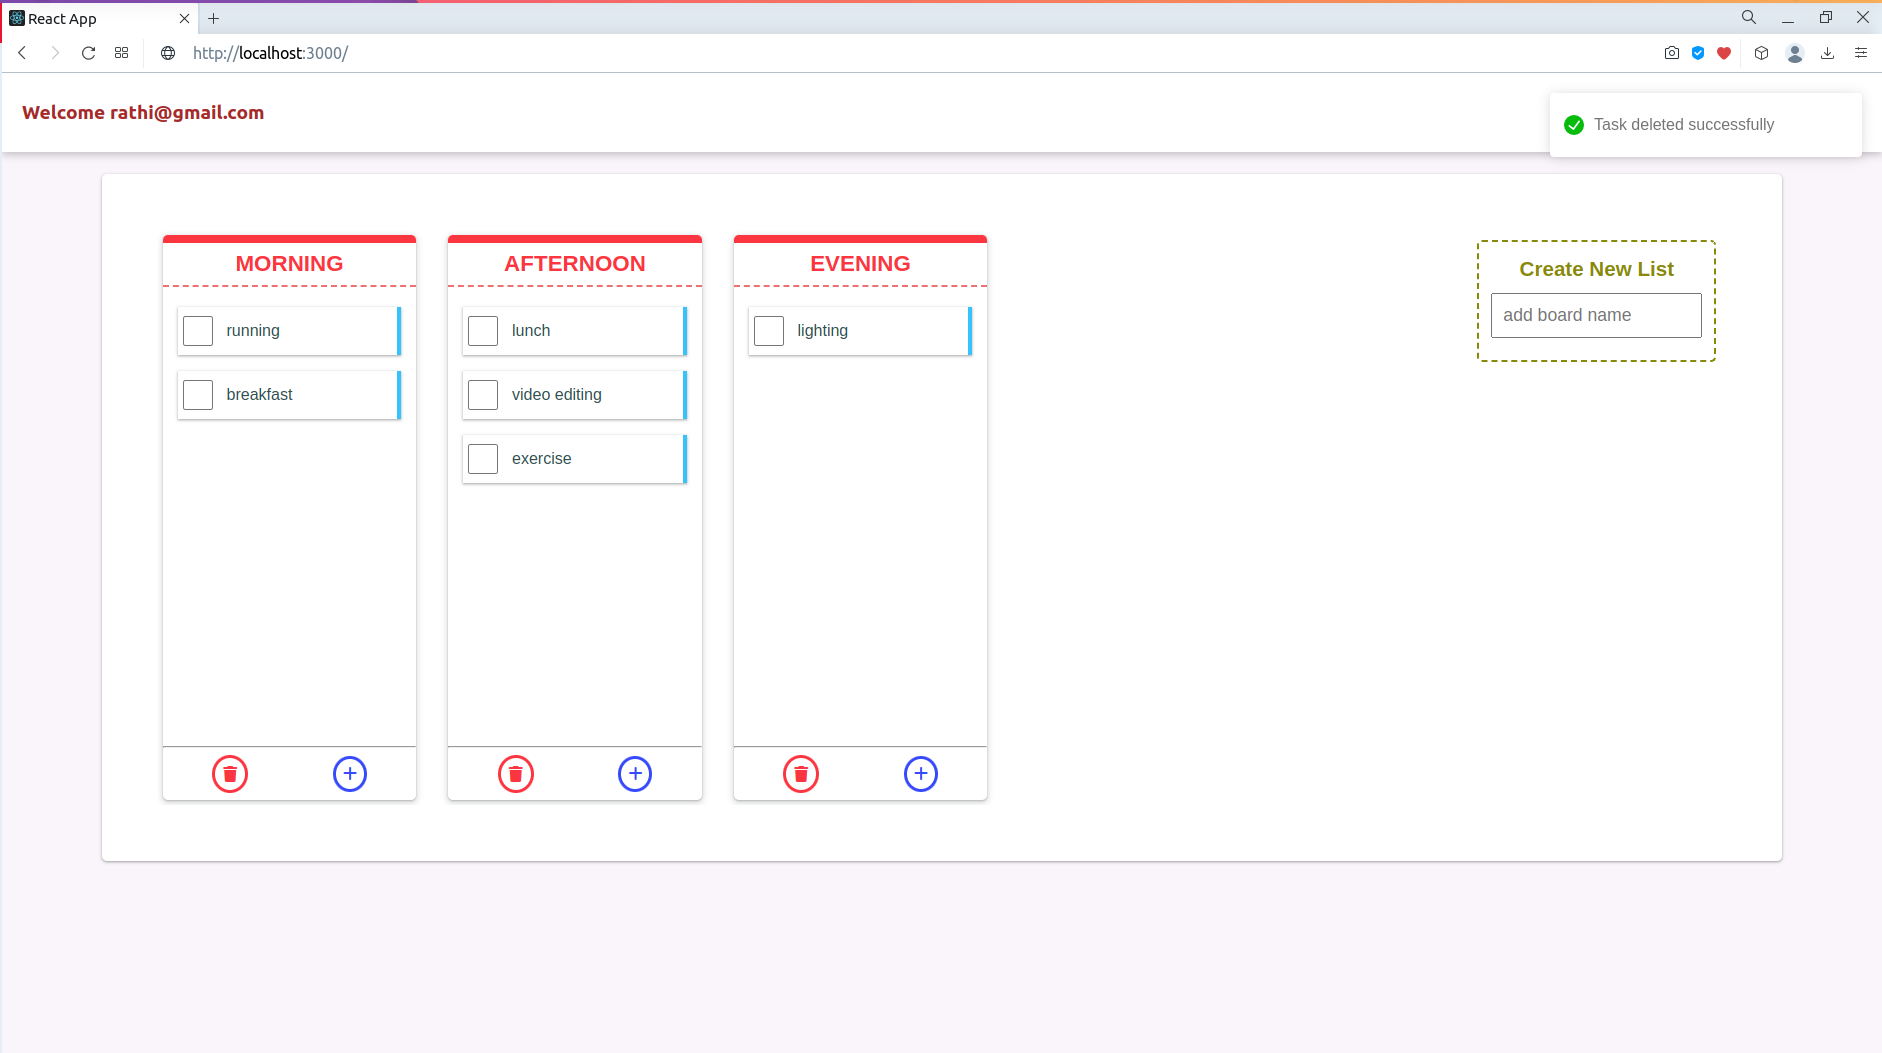 React App
http://localhost:3000/
Welcome rathi@gmail.com
Task deleted successfully
MORNING
running
breakfast
AFTERNOON
lunch
video editing
exercise
EVENING
lighting
Create New List
add board name